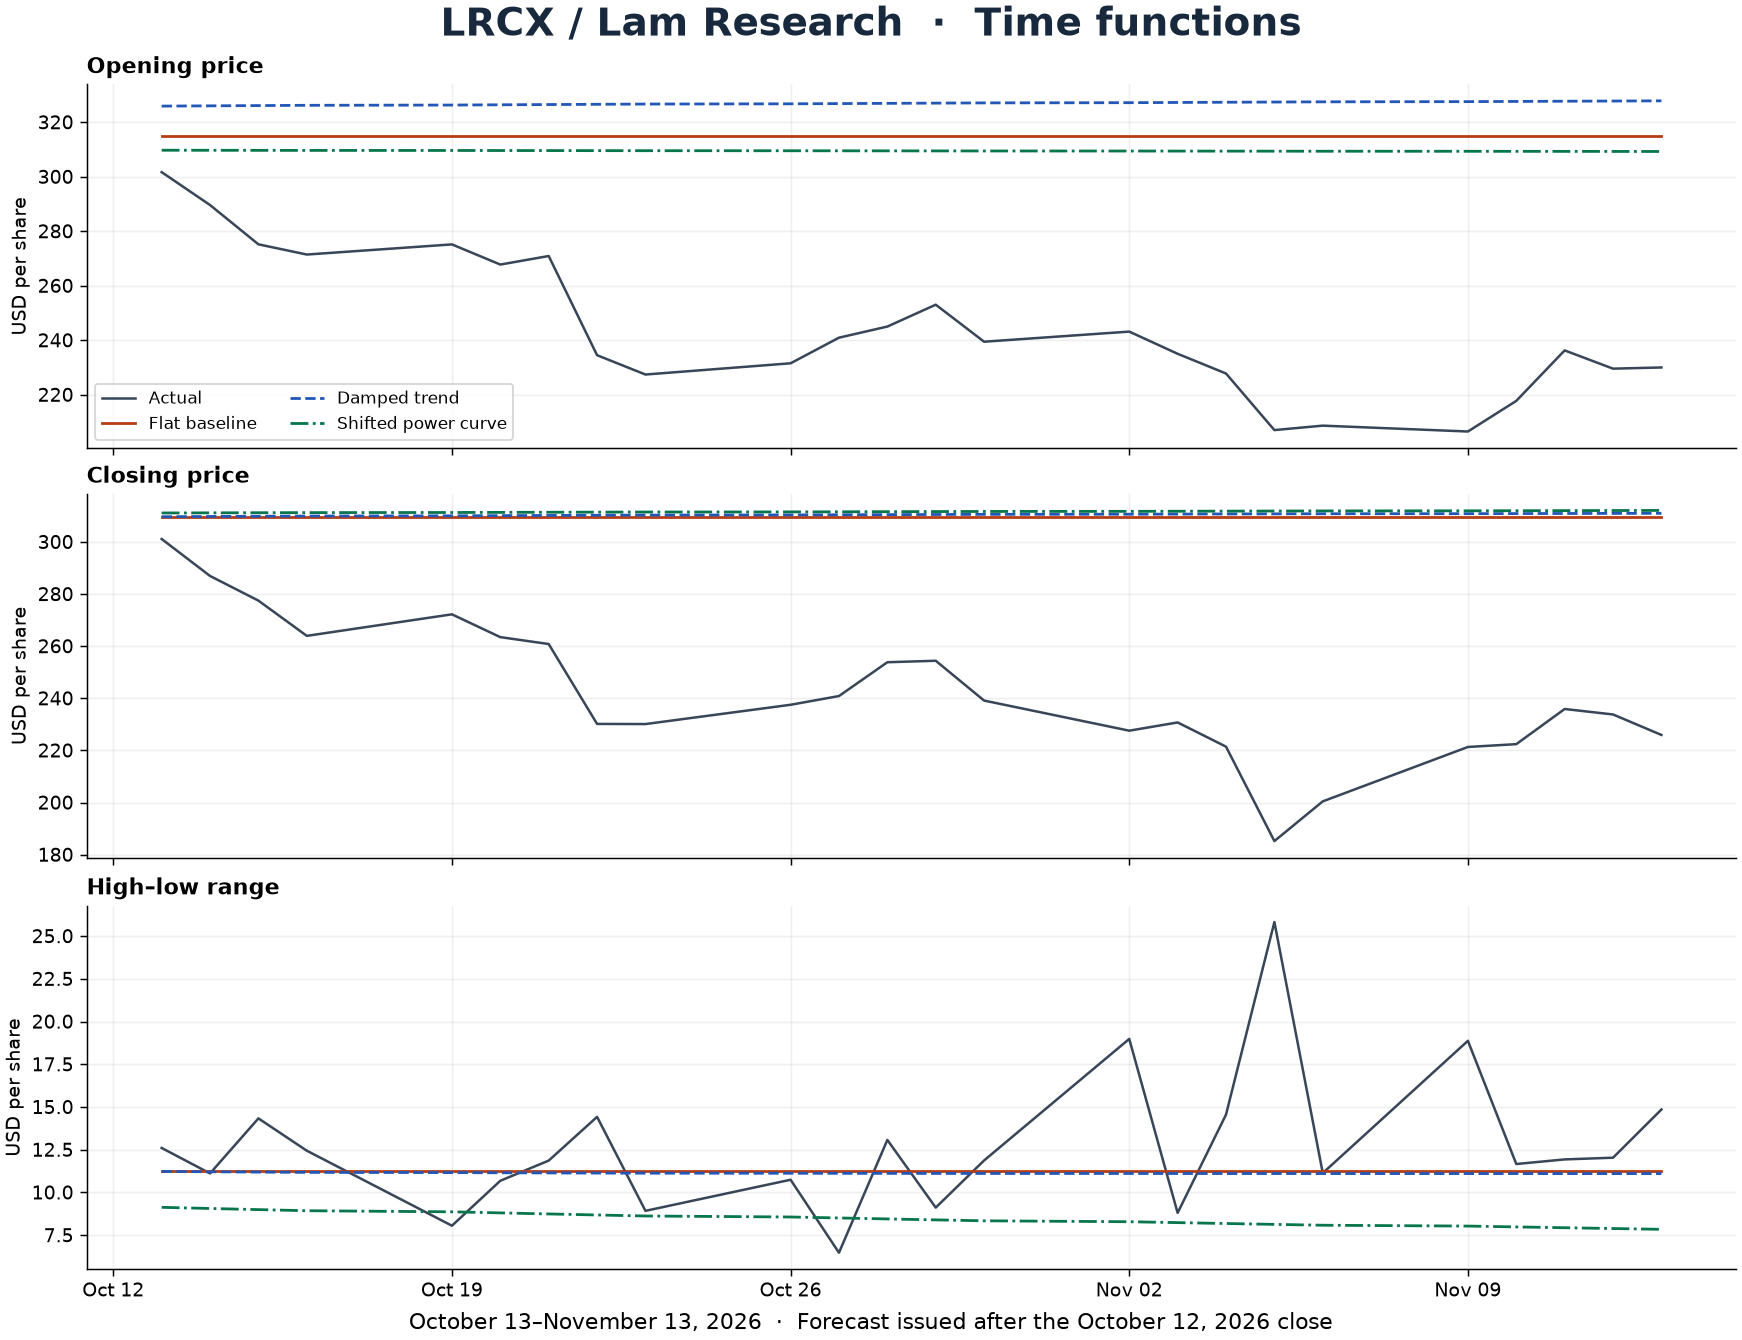 LRCX / Lam Research · Time functions
Opening price
USD per share
320
300
280
260
240
220
Actual
Flat baseline
Damped trend
Shifted power curve
Closing price
USD per share
300
280
260
240
220
200
180
High–low range
USD per share
25.0
22.5
20.0
17.5
15.0
12.5
10.0
7.5
Oct 12 Oct 19 Oct 26 Nov 02 Nov 09
October 13–November 13, 2026 · Forecast issued after the October 12, 2026 close